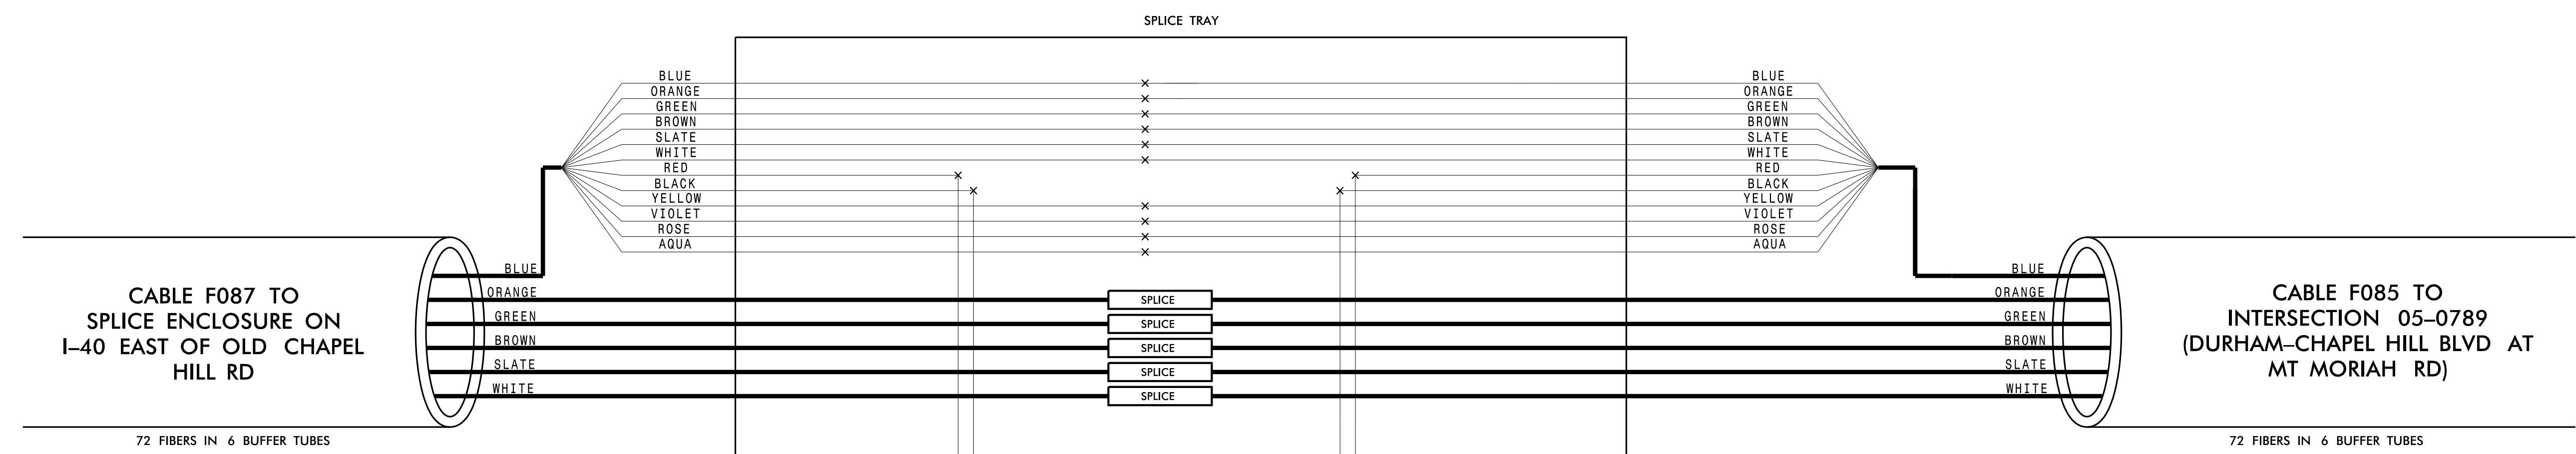 SPLICE TRAY
BLUE BLUE
ORANGE ORANGE
GREEN GREEN
BROWN BROWN
SLATE SLATE
WHITE WHITE
RED RED
BLACK BLACK
YELLOW YELLOW
VIOLET VIOLET
ROSE ROSE
AQUA AQUA
CABLE F087 TO
SPLICE ENCLOSURE ON
I–40 EAST OF OLD CHAPEL
HILL RD
72 FIBERS IN 6 BUFFER TUBES
BLUE BLUE
ORANGE SPLICE ORANGE
GREEN SPLICE GREEN
BROWN SPLICE BROWN
SLATE SPLICE SLATE
WHITE SPLICE WHITE
CABLE F085 TO
INTERSECTION 05–0789
(DURHAM–CHAPEL HILL BLVD AT
MT MORIAH RD)
72 FIBERS IN 6 BUFFER TUBES